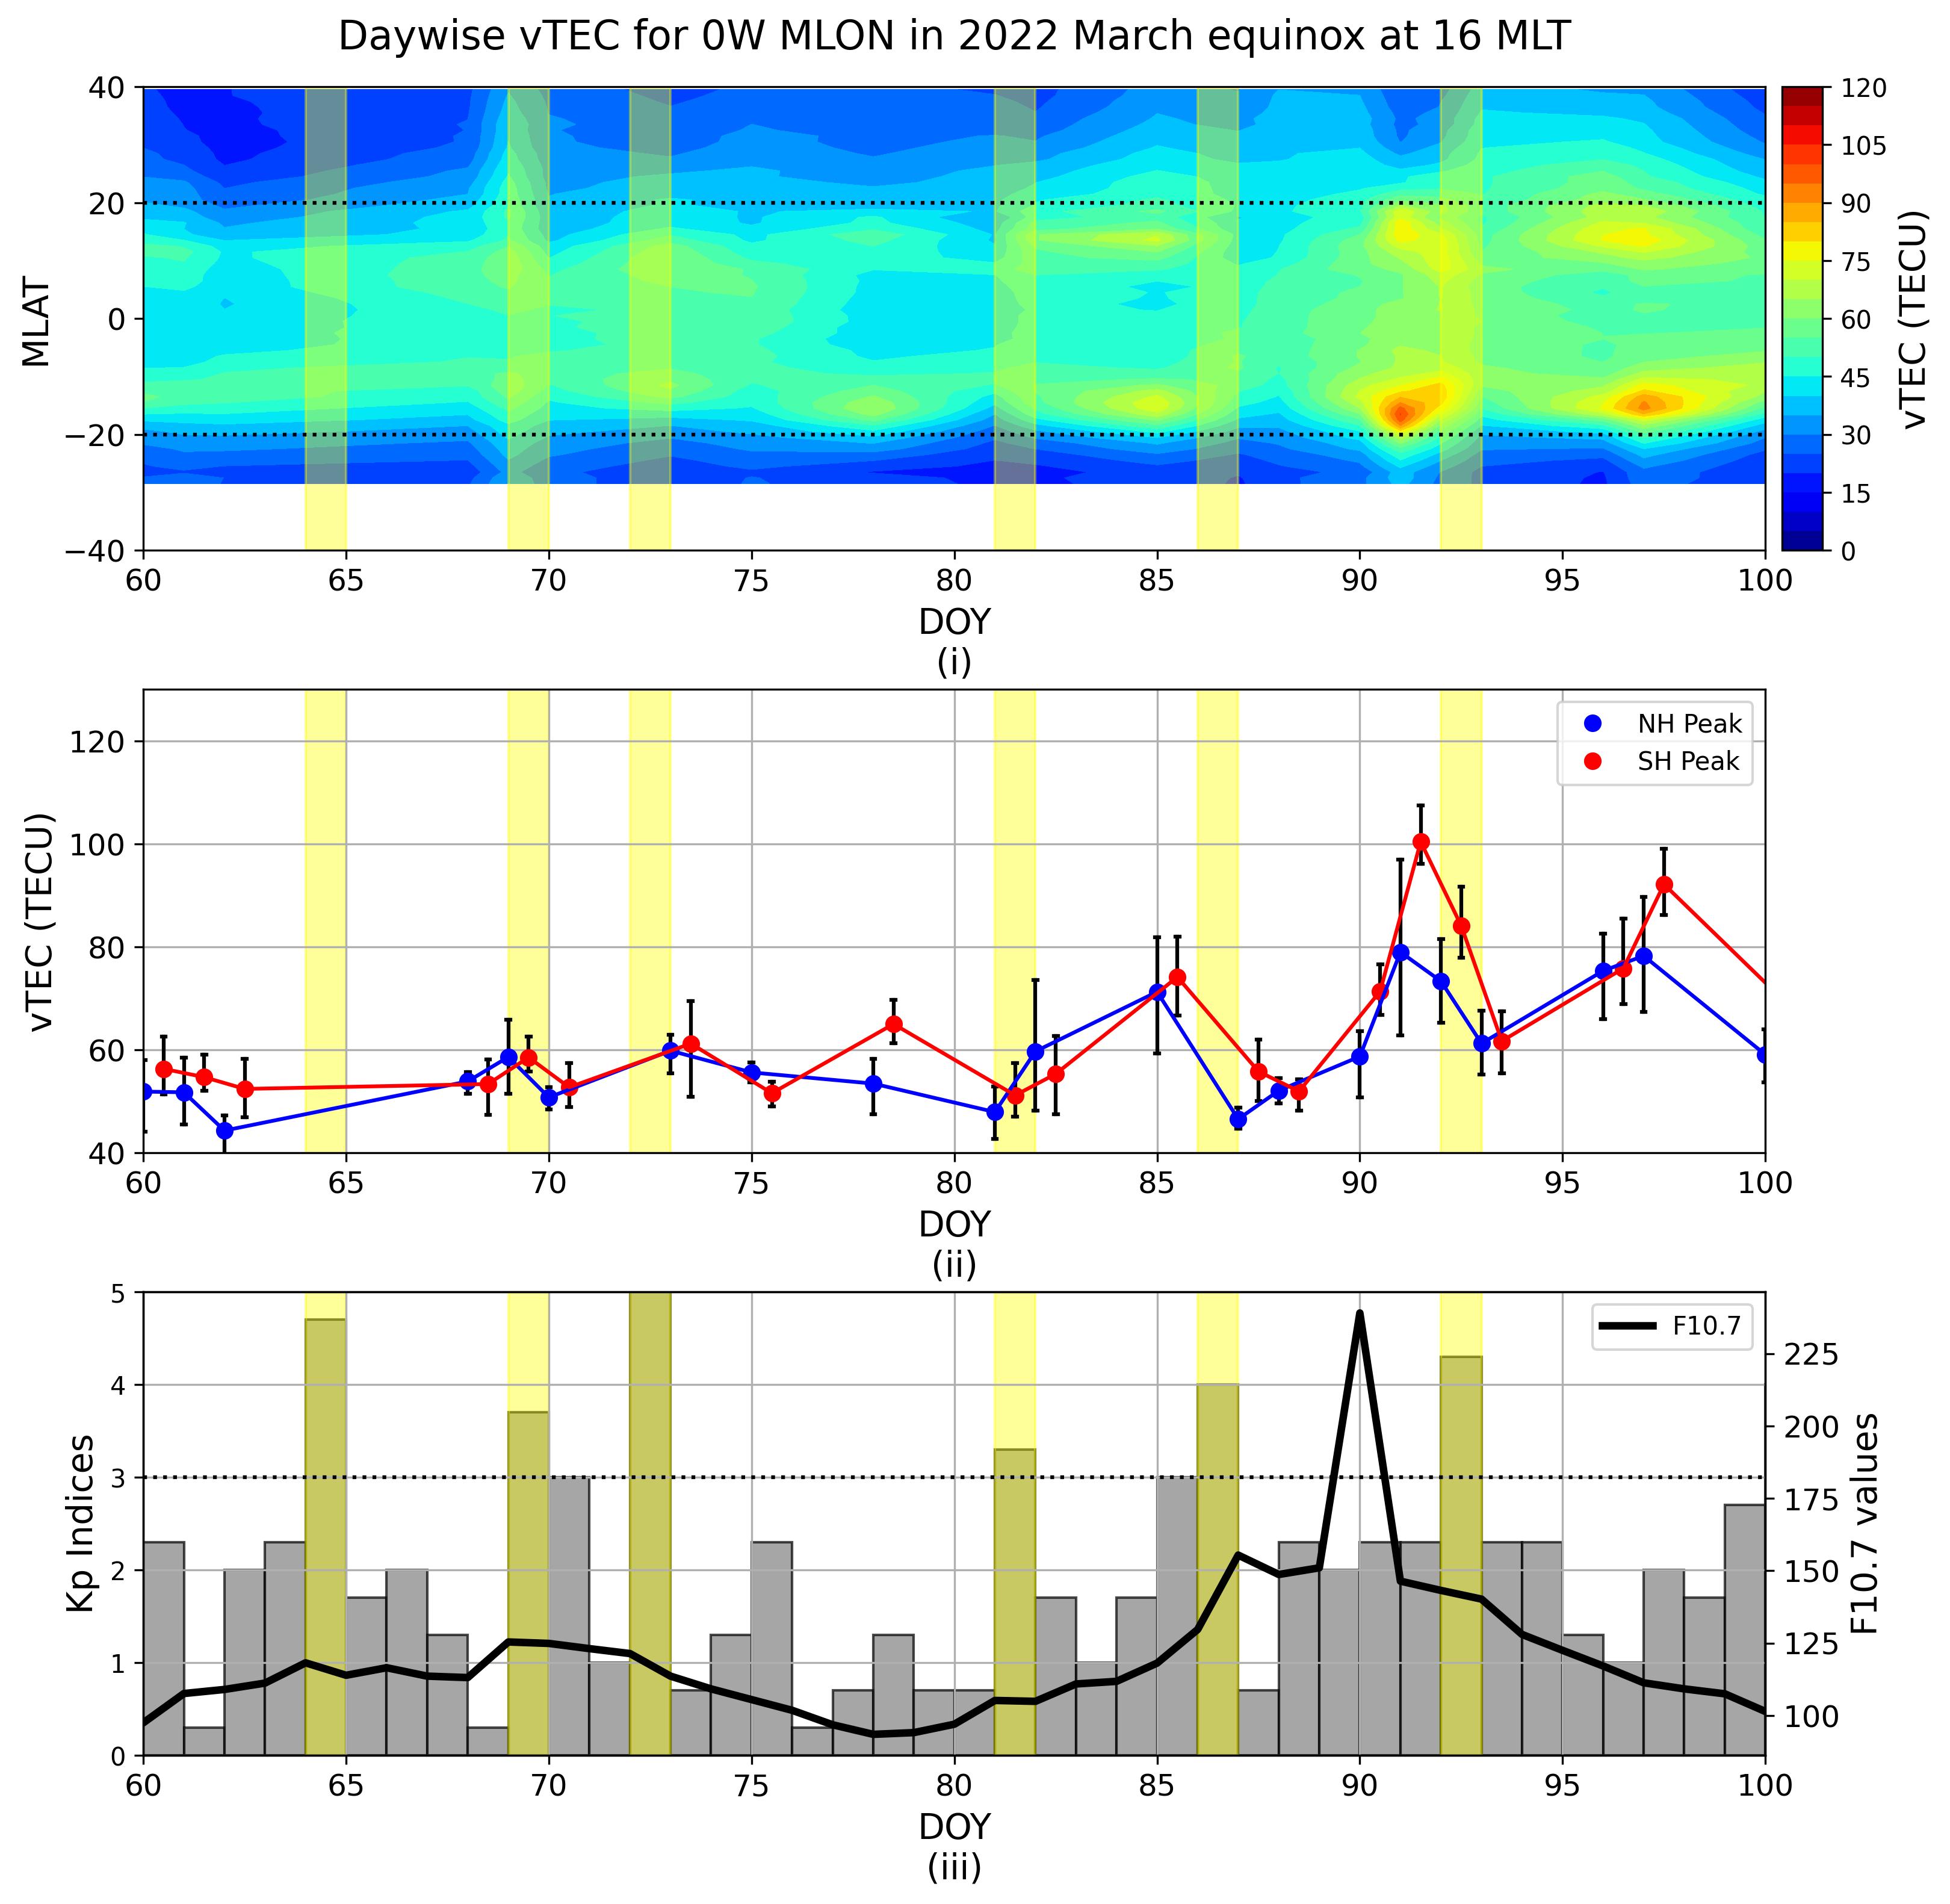 Daywise vTEC for 0W MLON in 2022 March equinox at 16 MLT
40
20
0
−20
−40
MLAT
60 65 70 75 80 85 90 95 100
DOY
(i)
120
105
90
75
60
45
30
15
0
vTEC (TECU)
120
100
80
60
40
vTEC (TECU)
NH Peak
SH Peak
60 65 70 75 80 85 90 95 100
DOY
(ii)
5
4
3
2
1
0
Kp Indices
F10.7
225
200
175
150
125
100
F10.7 values
60 65 70 75 80 85 90 95 100
DOY
(iii)